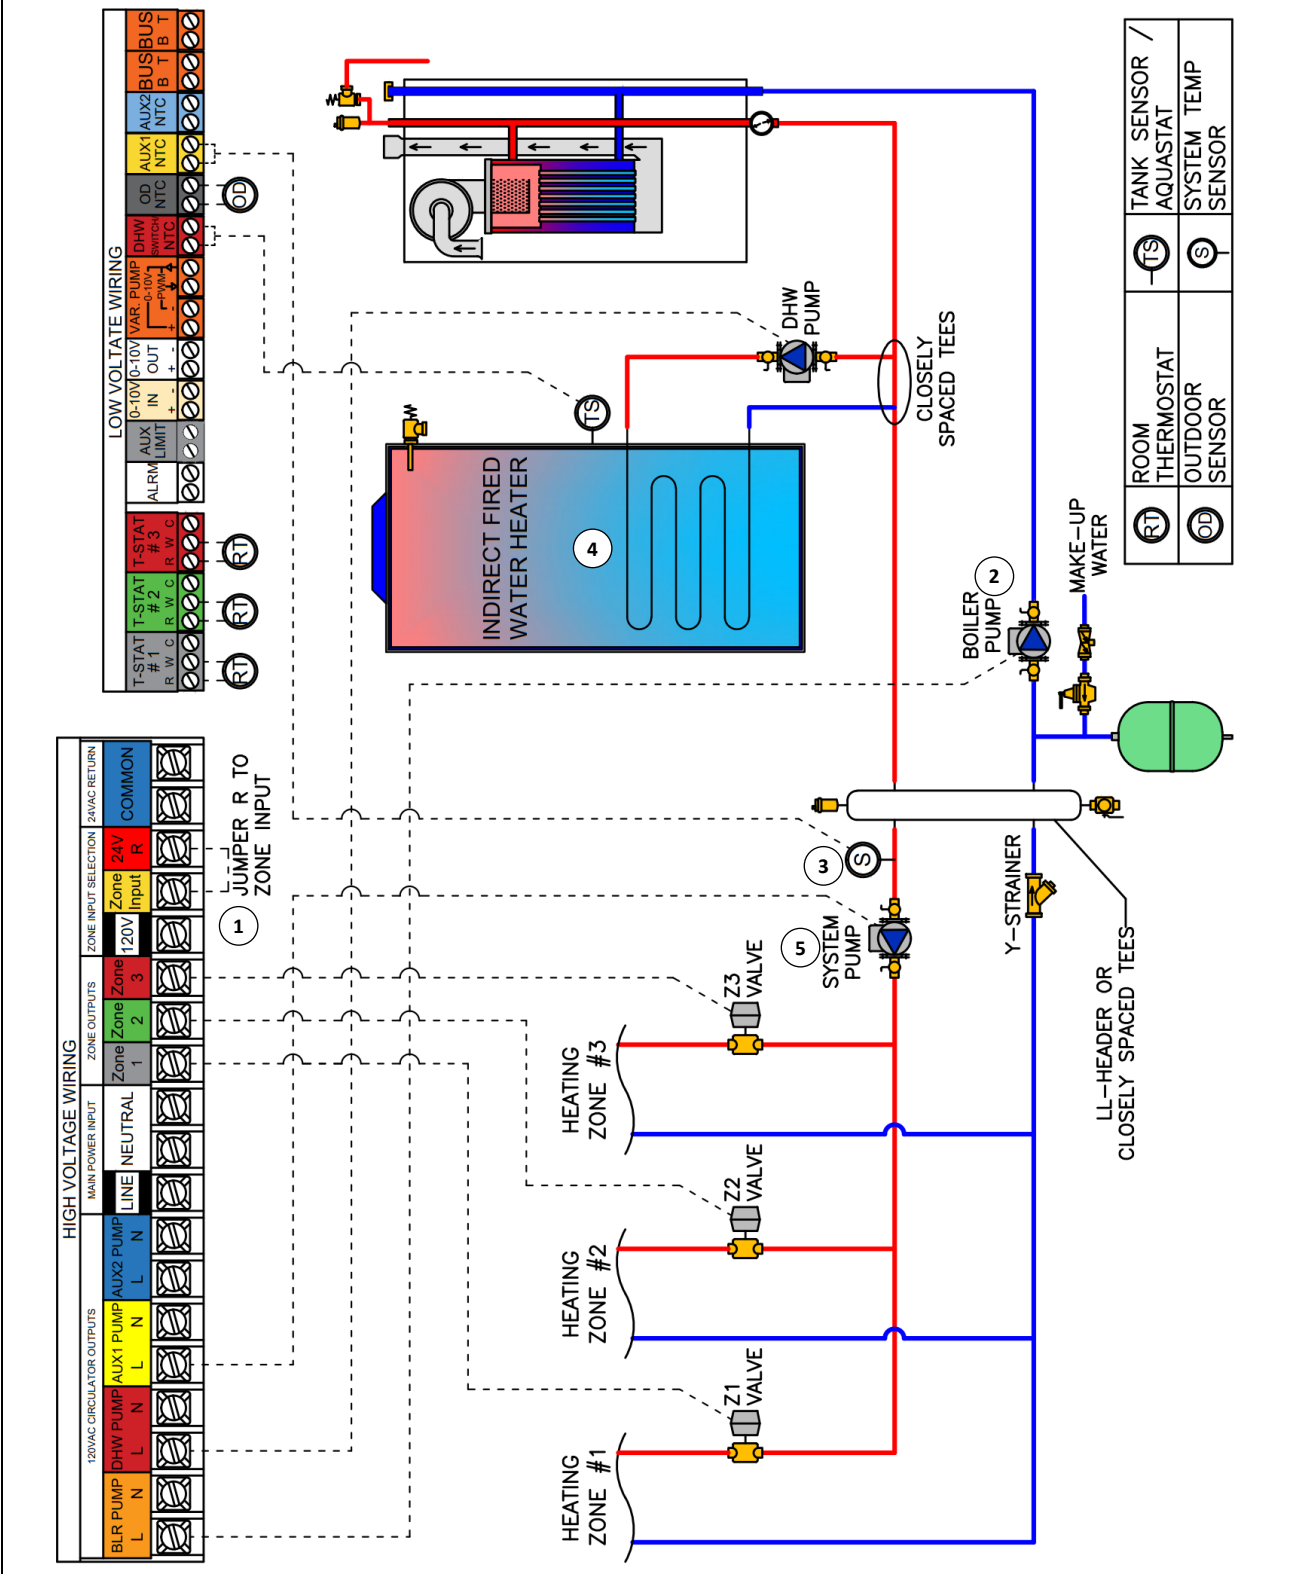 LOW VOLTATE WIRING
T-STAT
# 1
R W C
T-STAT
# 2
R W C
T-STAT
# 3
R W C
ALRM
AUX
LIMIT
0-10V
IN
+ -
0-10V
OUT
+ -
VAR. PUMP
0-10V
PWM
+ -
DHW
SWITCH/
NTC
OD
NTC
AUX1
NTC
AUX2
NTC
BUS
B T
BUS
B T
RT
RT
RT
OD
HIGH VOLTAGE WIRING
120VAC CIRCULATOR OUTPUTS
MAIN POWER INPUT
ZONE OUTPUTS
ZONE INPUT SELECTION
24VAC RETURN
BLR PUMP
L N
DHW PUMP
L N
AUX1 PUMP
L N
AUX2 PUMP
L N
LINE
NEUTRAL
Zone
1
Zone
2
Zone
3
120V
Zone
Input
24V
R
COMMON
1
JUMPER R TO
ZONE INPUT
INDIRECT FIRED
WATER HEATER
4
TS
DHW
PUMP
CLOSELY
SPACED TEES
BOILER
PUMP
2
MAKE-UP
WATER
3
S
5
SYSTEM
PUMP
Y-STRAINER
LL-HEADER OR
CLOSELY SPACED TEES
HEATING
ZONE #1
Z1
VALVE
HEATING
ZONE #2
Z2
VALVE
HEATING
ZONE #3
Z3
VALVE
RT
ROOM
THERMOSTAT
TS
TANK SENSOR /
AQUASTAT
OD
OUTDOOR
SENSOR
S
SYSTEM TEMP
SENSOR